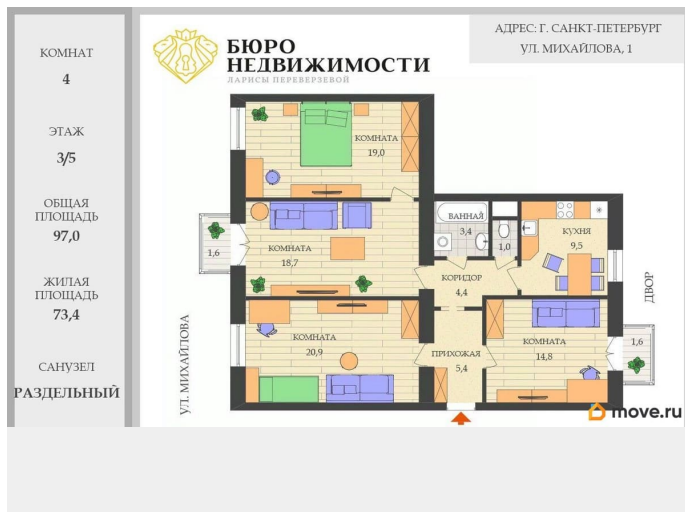 КОМНАТ
4
ЭТАЖ
3/5
ОБЩАЯ
ПЛОЩАДЬ
97,0
ЖИЛАЯ
ПЛОЩАДЬ
73,4
САНУЗЕЛ
РАЗДЕЛЬНЫЙ
БЮРО
НЕДВИЖИМОСТИ
ЛАРИСЫ ПЕРЕВЕРЗЕВОЙ
АДРЕС: Г. САНКТ-ПЕТЕРБУРГ
УЛ. МИХАЙЛОВА, 1
КОМНАТА
19,0
ВАННАЯ
3,4
1,0
КУХНЯ
9,5
1,6
КОМНАТА
18,7
КОРИДОР
4,4
ДВОР
УЛ. МИХАЙЛОВА
КОМНАТА
20,9
ПРИХОЖАЯ
5,4
КОМНАТА
14,8
1,6
move.ru